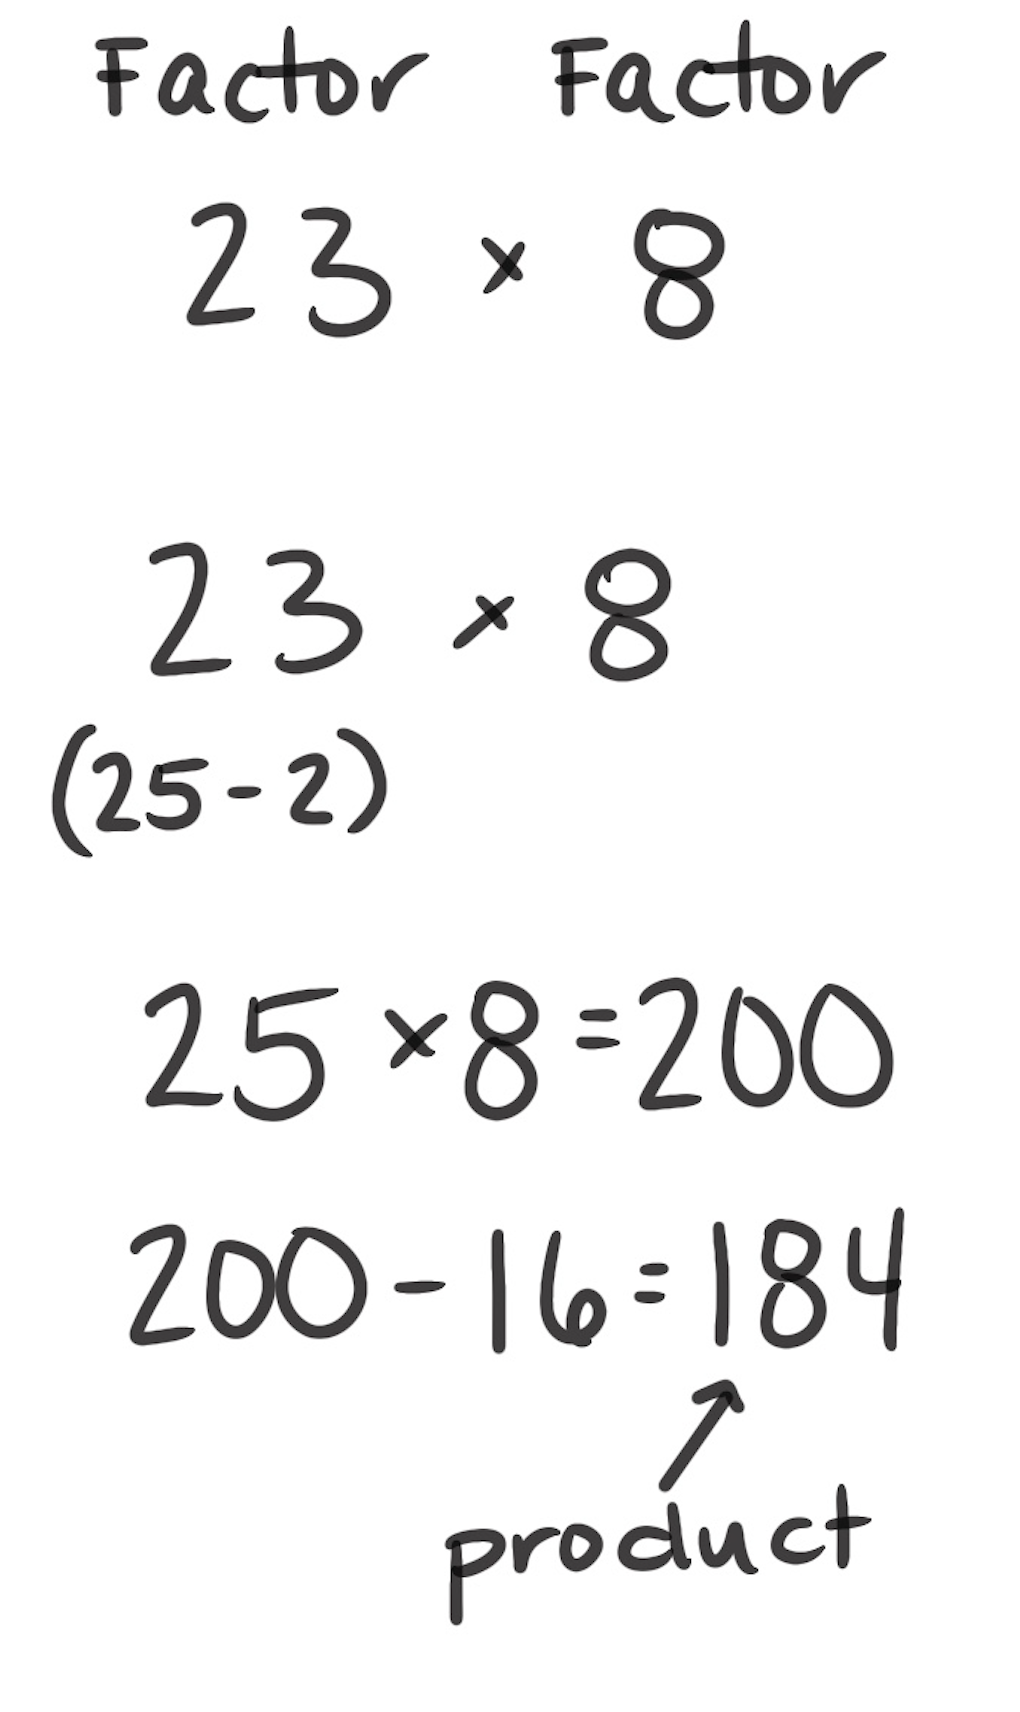 Factor Factor
23 × 8
23 × 8
(25-2)
25 × 8 = 200
200 - 16 = 184
product